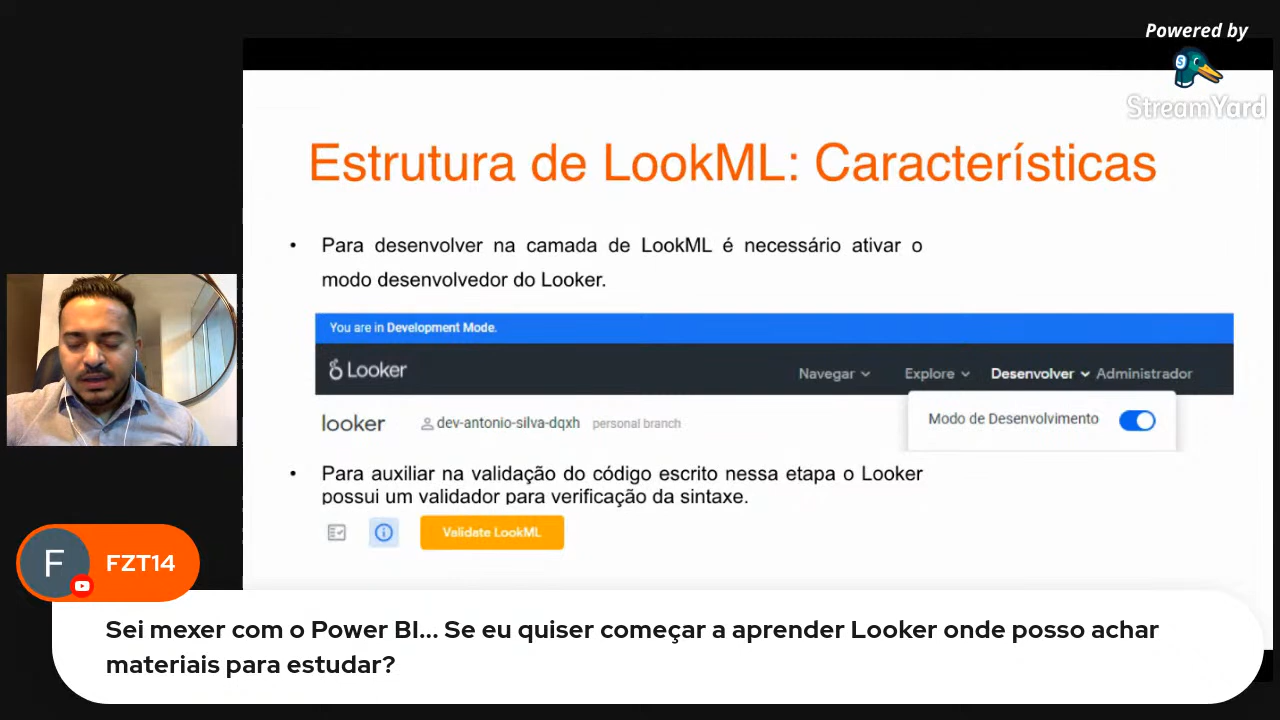 Powered by
StreamYard
Estrutura de LookML: Características
• Para desenvolver na camada de LookML é necessário ativar o
modo desenvolvedor do Looker.
You are in Development Mode.
Looker
Navegar
Explore
Desenvolver
Administrador
Modo de Desenvolvimento
looker
dev-antonio-silva-dqxh
personal branch
• Para auxiliar na validação do código escrito nessa etapa o Looker
possui um validador para verificação da sintaxe.
Validate LookML
F
FZT14
Sei mexer com o Power BI... Se eu quiser começar a aprender Looker onde posso achar
materiais para estudar?